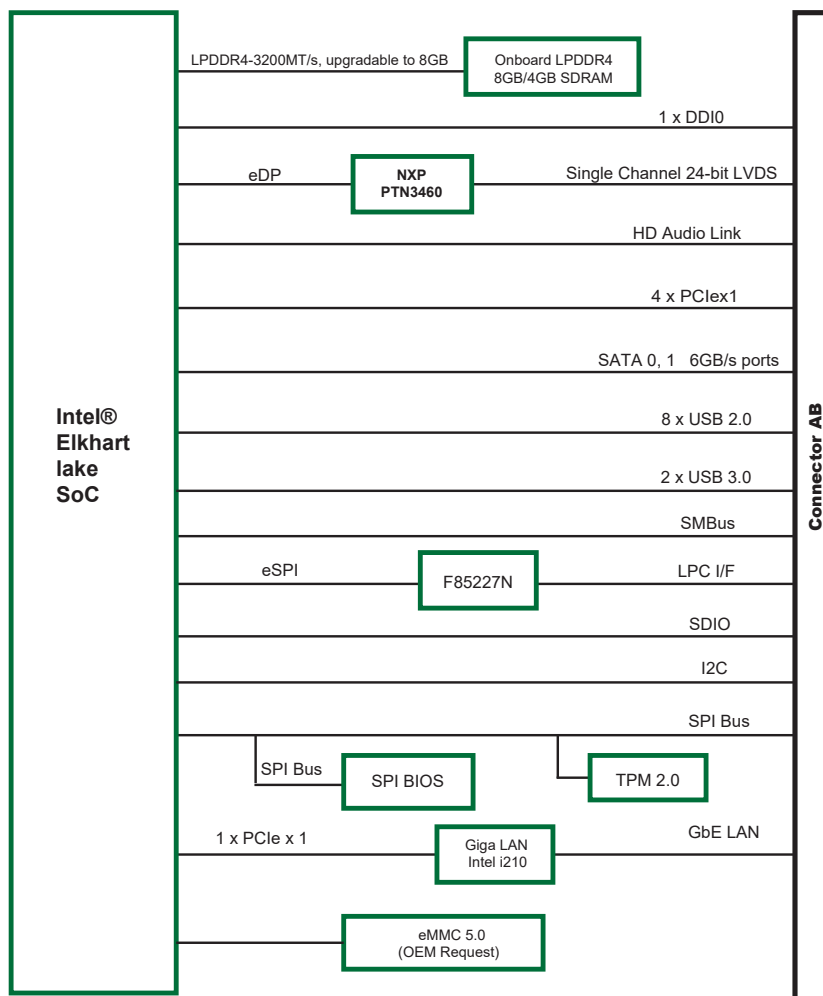 LPDDR4-3200MT/s, upgradable to 8GB
Onboard LPDDR4
8GB/4GB SDRAM
1 x DDI0
eDP
NXP
PTN3460
Single Channel 24-bit LVDS
HD Audio Link
4 x PCIex1
SATA 0, 1 6GB/s ports
Intel®
Elkhart
lake
SoC
8 x USB 2.0
Connector AB
2 x USB 3.0
SMBus
eSPI
F85227N
LPC I/F
SDIO
I2C
SPI Bus
SPI Bus
SPI BIOS
TPM 2.0
1 x PCIe x 1
Giga LAN
Intel i210
GbE LAN
eMMC 5.0
(OEM Request)